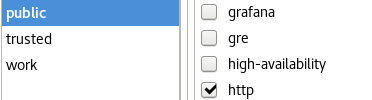 public
trusted
work
grafana
gre
high-availability
http